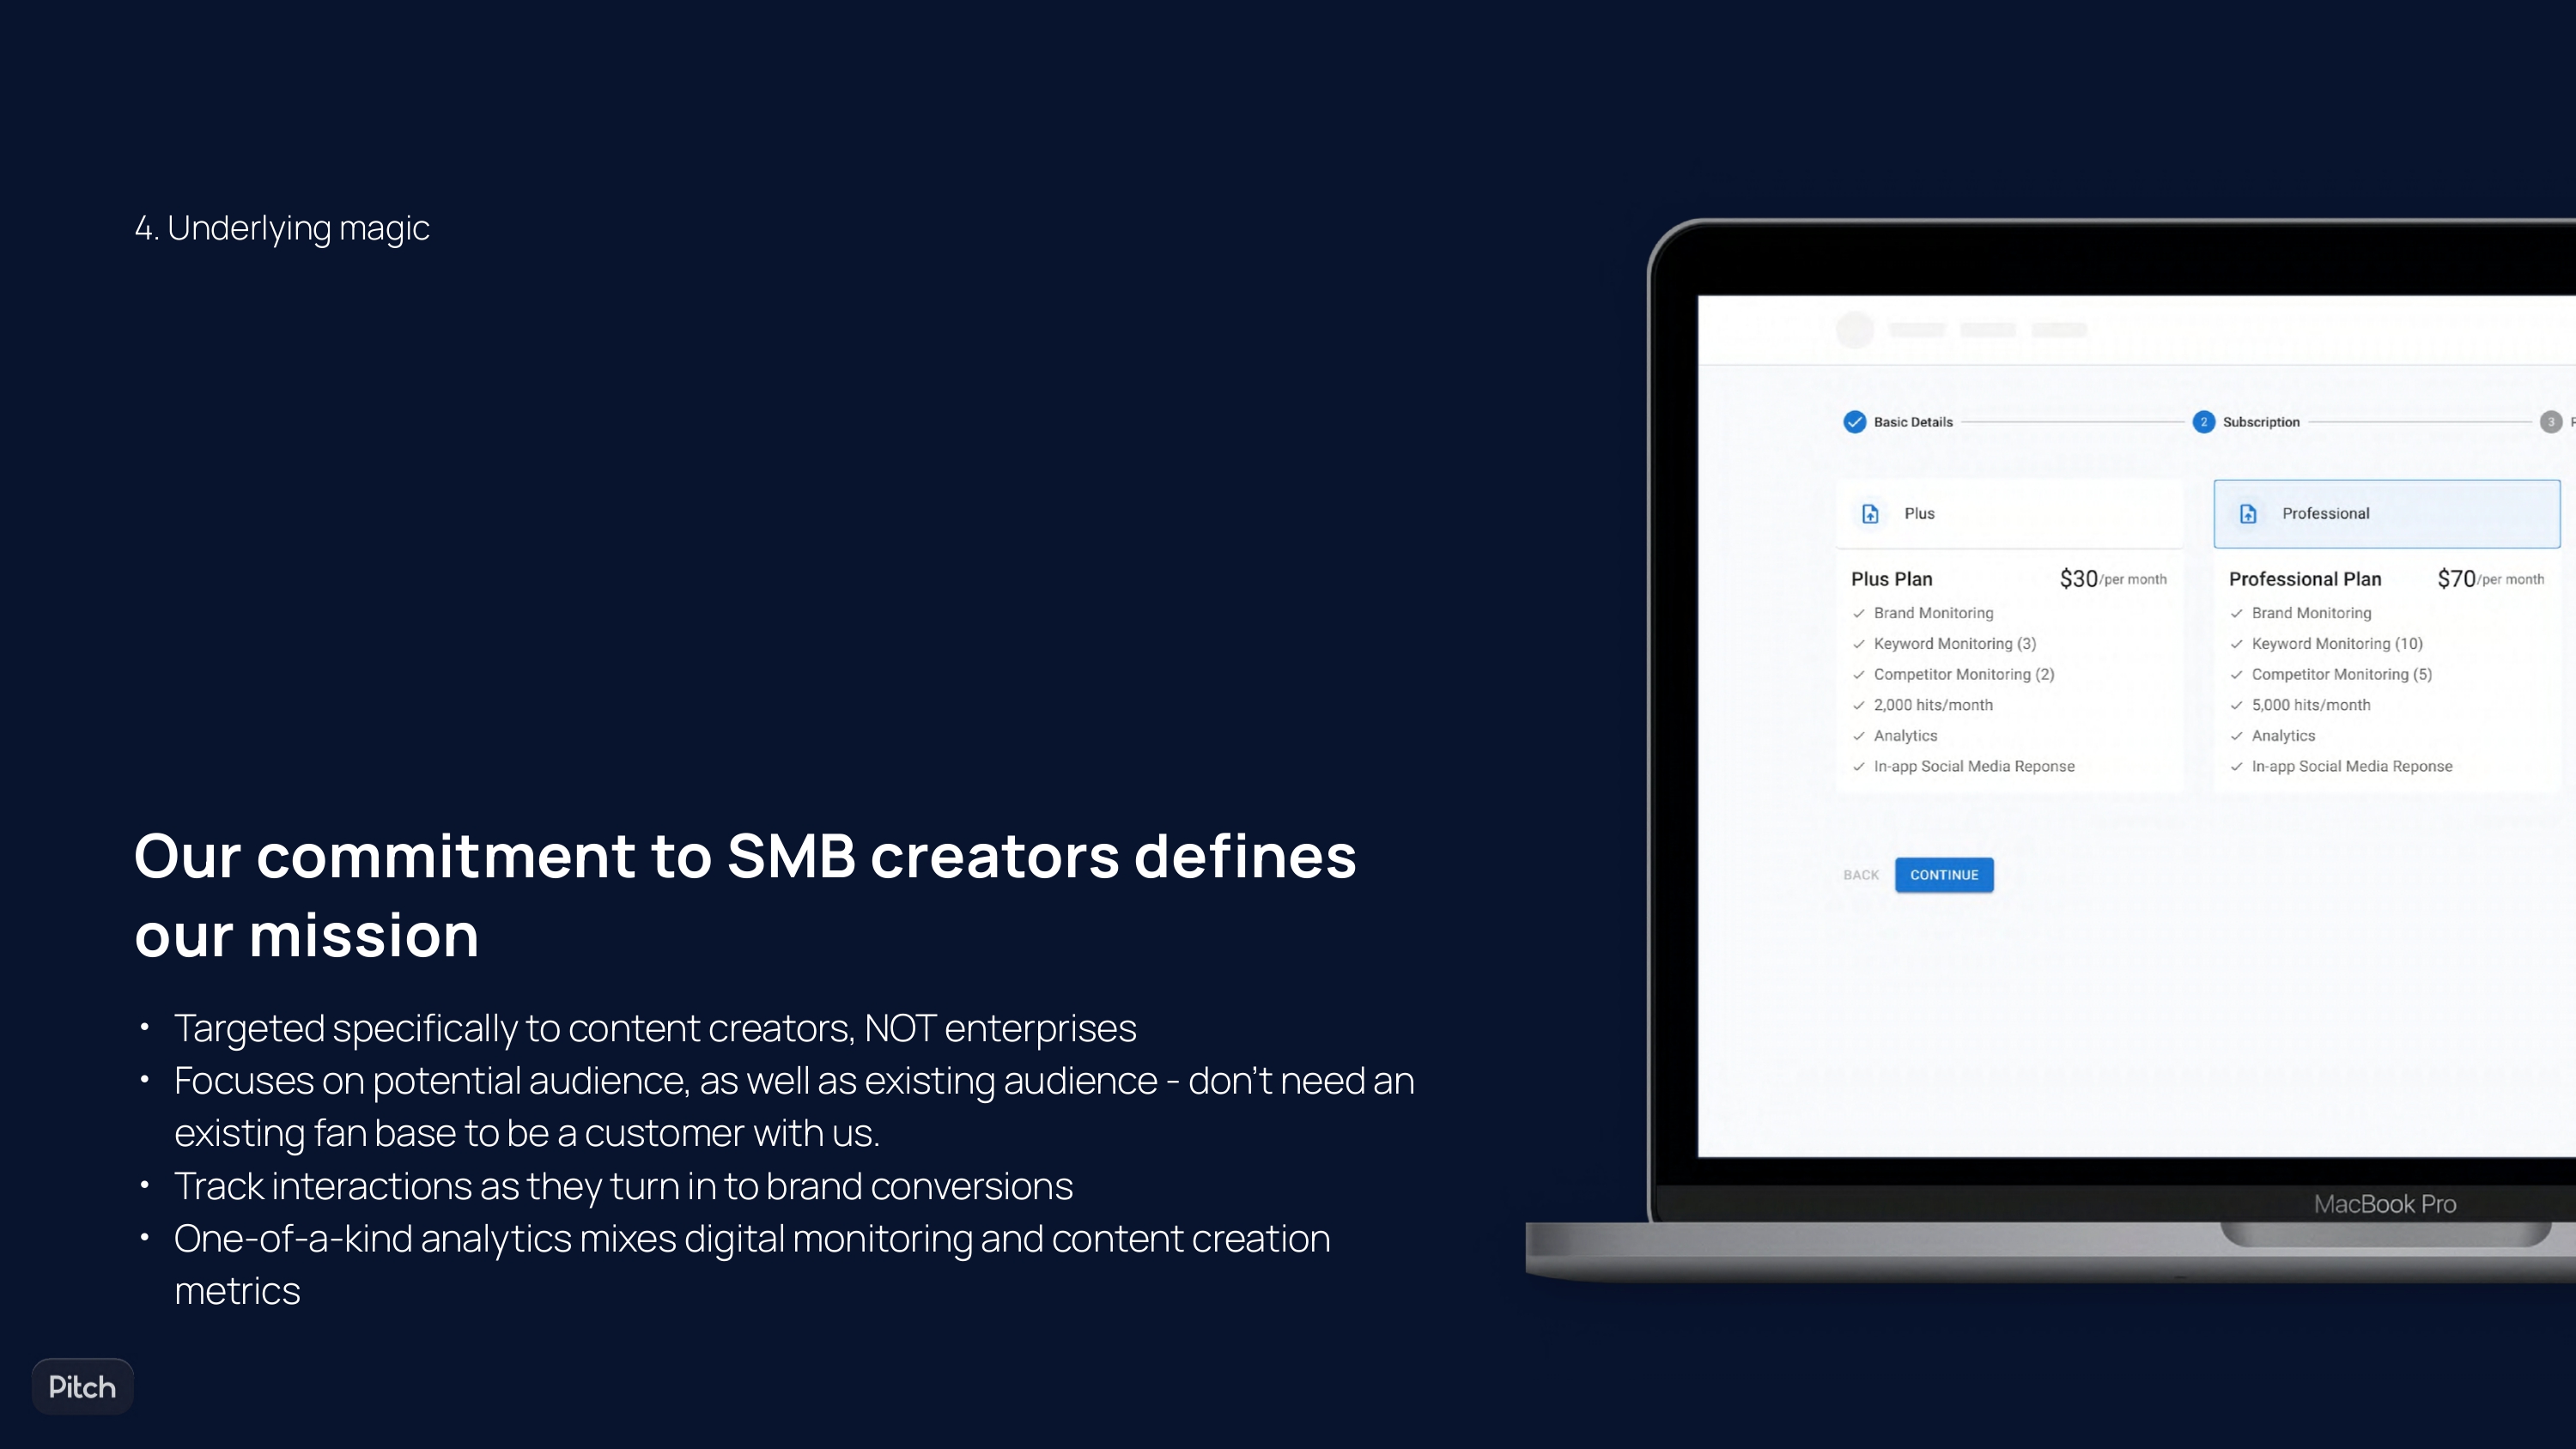 4. Underlying magic
Our commitment to SMB creators defines
our mission
• Targeted specifically to content creators, NOT enterprises
• Focuses on potential audience, as well as existing audience - don't need an
existing fan base to be a customer with us.
• Track interactions as they turn in to brand conversions
• One-of-a-kind analytics mixes digital monitoring and content creation
metrics
Pitch
Basic Details
2 Subscription
3
Plus
Plus Plan $30/per month
Brand Monitoring
Keyword Monitoring (3)
Competitor Monitoring (2)
2,000 hits/month
Analytics
In-app Social Media Reponse
Professional
Professional Plan $70/per month
Brand Monitoring
Keyword Monitoring (10)
Competitor Monitoring (5)
5,000 hits/month
Analytics
In-app Social Media Reponse
BACK CONTINUE
MacBook Pro